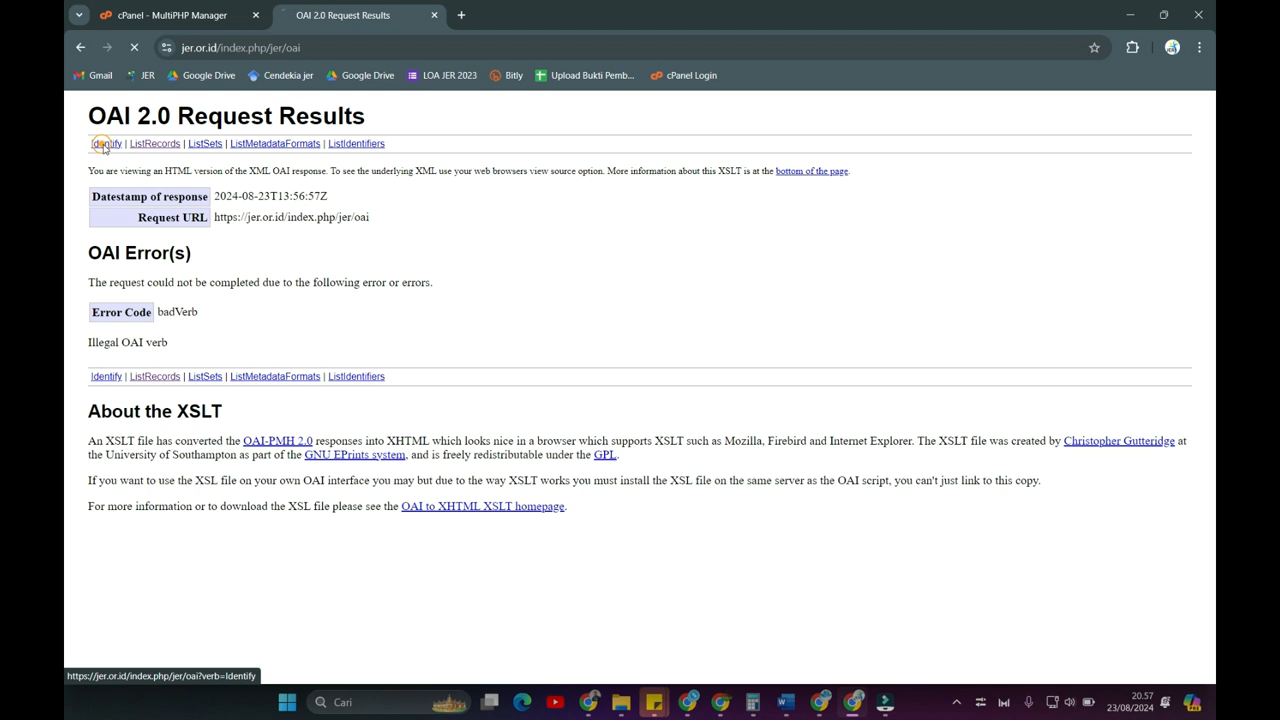 cPanel - MultiPHP Manager
OAI 2.0 Request Results
jer.or.id/index.php/jer/oai
Gmail
JER
Google Drive
Cendekia jer
Google Drive
LOA JER 2023
Bitly
Upload Bukti Pemb...
cPanel Login
OAI 2.0 Request Results
Identify | ListRecords | ListSets | ListMetadataFormats | ListIdentifiers
You are viewing an HTML version of the XML OAI response. To see the underlying XML use your web browsers view source option. More information about this XSLT is at the bottom of the page.
Datestamp of response 2024-08-23T13:56:57Z
Request URL https://jer.or.id/index.php/jer/oai
OAI Error(s)
The request could not be completed due to the following error or errors.
Error Code badVerb
Illegal OAI verb
Identify | ListRecords | ListSets | ListMetadataFormats | ListIdentifiers
About the XSLT
An XSLT file has converted the OAI-PMH 2.0 responses into XHTML which looks nice in a browser which supports XSLT such as Mozilla, Firebird and Internet Explorer. The XSLT file was created by Christopher Gutteridge at
the University of Southampton as part of the GNU EPrints system, and is freely redistributable under the GPL.
If you want to use the XSL file on your own OAI interface you may but due to the way XSLT works you must install the XSL file on the same server as the OAI script, you can't just link to this copy.
For more information or to download the XSL file please see the OAI to XHTML XSLT homepage.
https://jer.or.id/index.php/jer/oai?verb=Identify
Cari
20.57
23/08/2024